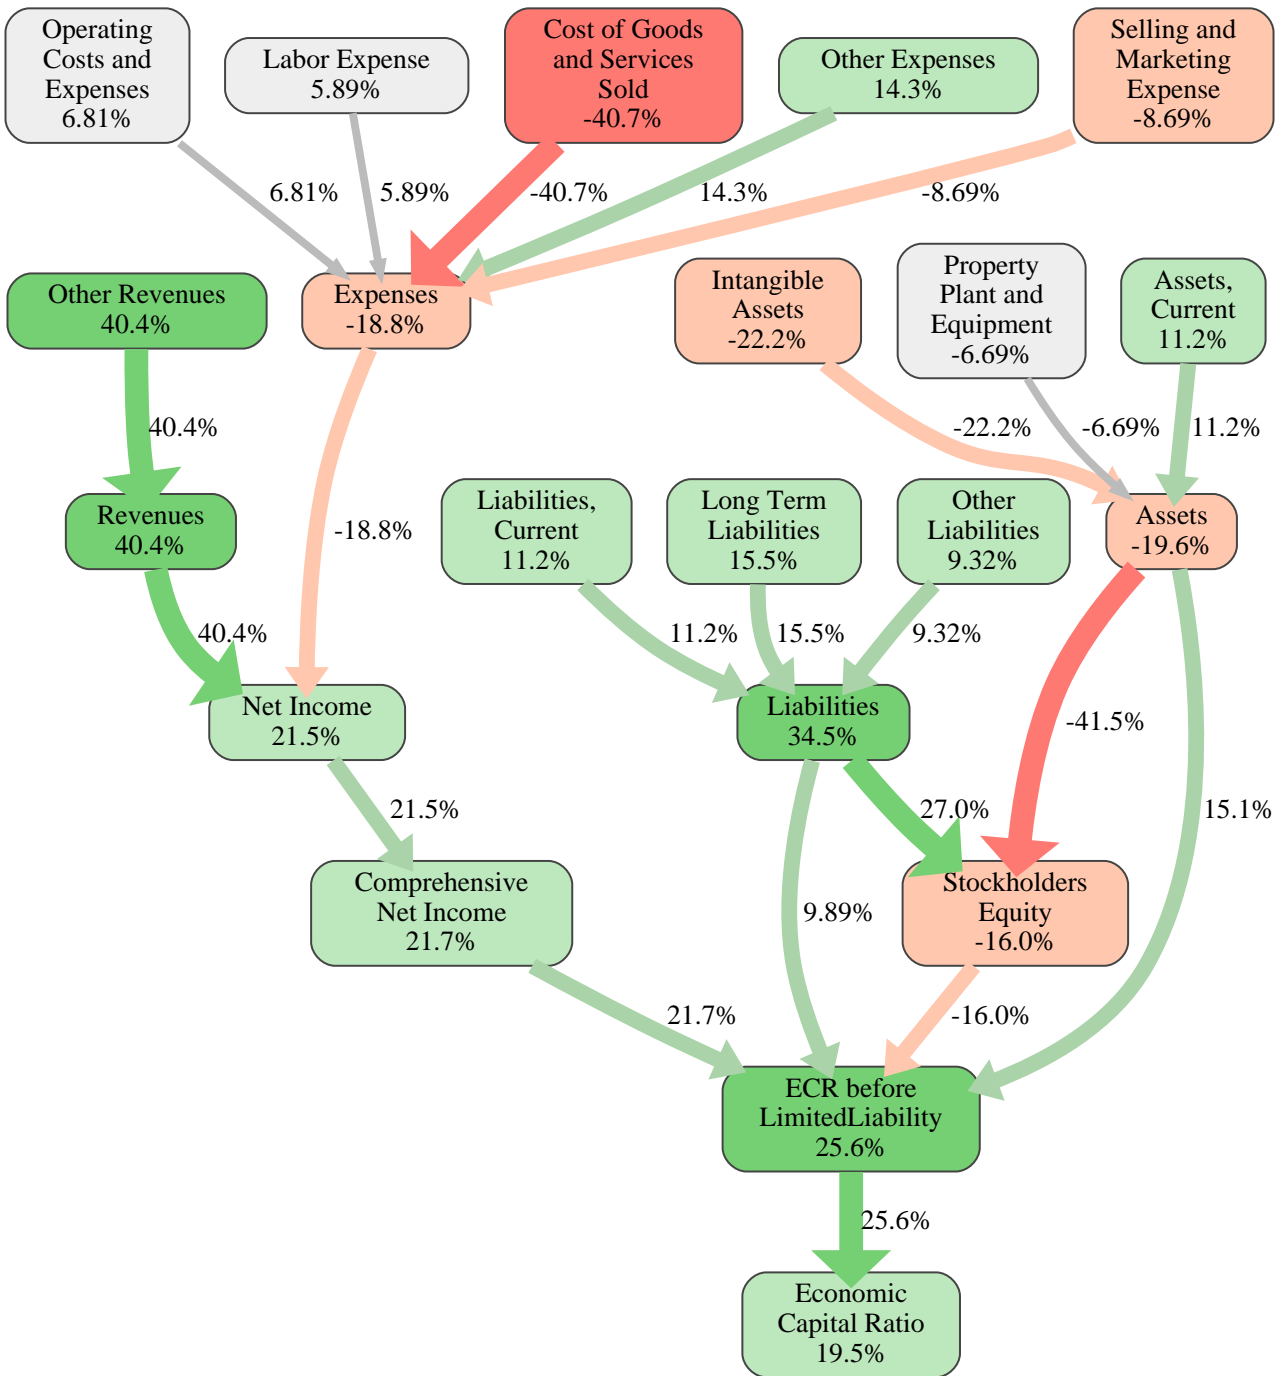 Operating
Costs and
Expenses
6.81%
Labor Expense
5.89%
Cost of Goods
and Services
Sold
-40.7%
Other Expenses
14.3%
Selling and
Marketing
Expense
-8.69%
6.81%
5.89%
-40.7%
14.3%
-8.69%
Other Revenues
40.4%
Expenses
-18.8%
Intangible
Assets
-22.2%
Property
Plant and
Equipment
-6.69%
Assets,
Current
11.2%
40.4%
-22.2%
-6.69%
11.2%
Revenues
40.4%
-18.8%
Liabilities,
Current
11.2%
Long Term
Liabilities
15.5%
Other
Liabilities
9.32%
Assets
-19.6%
40.4%
11.2%
15.5%
9.32%
Net Income
21.5%
Liabilities
34.5%
-41.5%
21.5%
27.0%
15.1%
Comprehensive
Net Income
21.7%
9.89%
Stockholders
Equity
-16.0%
21.7%
-16.0%
ECR before
LimitedLiability
25.6%
25.6%
Economic
Capital Ratio
19.5%